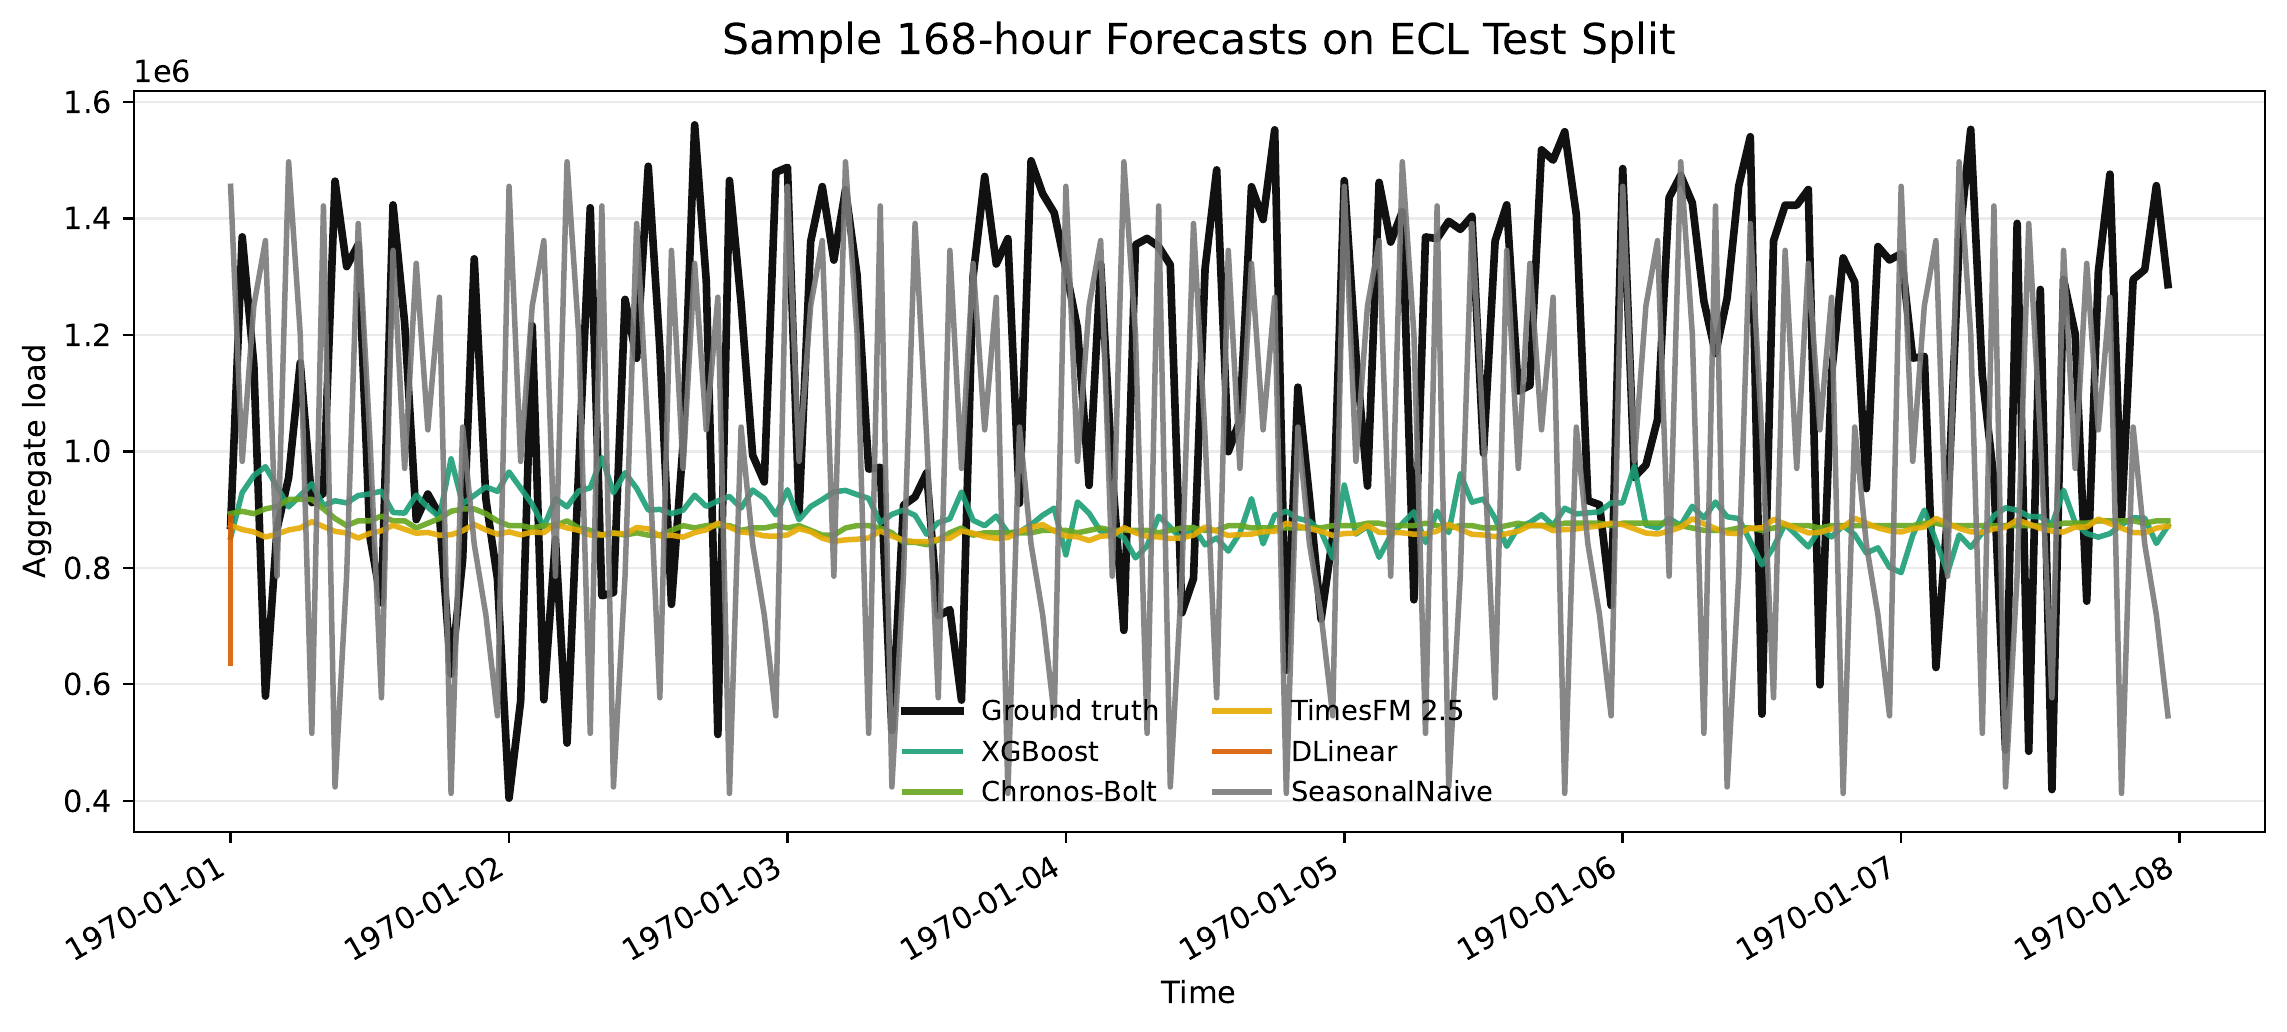 Sample 168-hour Forecasts on ECL Test Split
1e6
1.6
1.4
1.2
1.0
0.8
0.6
0.4
Aggregate load
Ground truth
XGBoost
Chronos-Bolt
TimesFM 2.5
DLinear
SeasonalNaive
1970-01-01
1970-01-02
1970-01-03
1970-01-04
1970-01-05
1970-01-06
1970-01-07
1970-01-08
Time